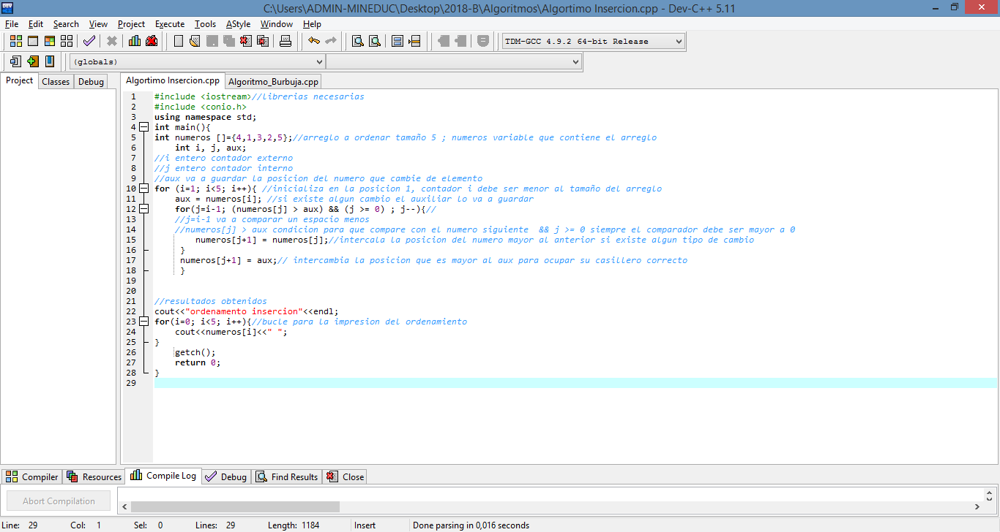 C:\Users\ADMIN-MINEDUC\Desktop\2018-B\Algoritmos\Algortimo Insercion.cpp - Dev-C++ 5.11
File Edit Search View Project Execute Tools AStyle Window Help
TDM-GCC 4.9.2 64-bit Release
(globals)
Project Classes Debug
Algortimo Insercion.cpp Algoritmo_Burbuja.cpp
1 #include <iostream>//librerias necesarias
2 #include <conio.h>
3 using namespace std;
4 int main(){
5 int numeros []={4,1,3,2,5};//arreglo a ordenar tamaño 5 ; numeros variable que contiene el arreglo
6 int i, j, aux;
7 //i entero contador externo
8 //j entero contador interno
9 //aux va a guardar la posicion del numero que cambie de elemento
10 for (i=1; i<5; i++){ //inicializa en la posicion 1, contador i debe ser menor al tamaño del arreglo
11 aux = numeros[i]; //si existe algun cambio el auxiliar lo va a guardar
12 for(j=i-1; (numeros[j] > aux) && (j >= 0) ; j--){//
13 //j=i-1 va a comparar un espacio menos
14 //numeros[j] > aux condicion para que compare con el numero siguiente  && j >= 0 siempre el comparador debe ser mayor a 0
15 numeros[j+1] = numeros[j];//intercala la posicion del numero mayor al anterior si existe algun tipo de cambio
16 }
17 numeros[j+1] = aux;// intercambia la posicion que es mayor al aux para ocupar su casillero correcto
18 }
19
20
21 //resultados obtenidos
22 cout<<"ordenamento insercion"<<endl;
23 for(i=0; i<5; i++){//bucle para la impresion del ordenamiento
24 cout<<numeros[i]<<" ";
25 }
26 getch();
27 return 0;
28 }
29
Compiler Resources Compile Log Debug Find Results Close
Abort Compilation
Line: 29 Col: 1 Sel: 0 Lines: 29 Length: 1184 Insert Done parsing in 0,016 seconds